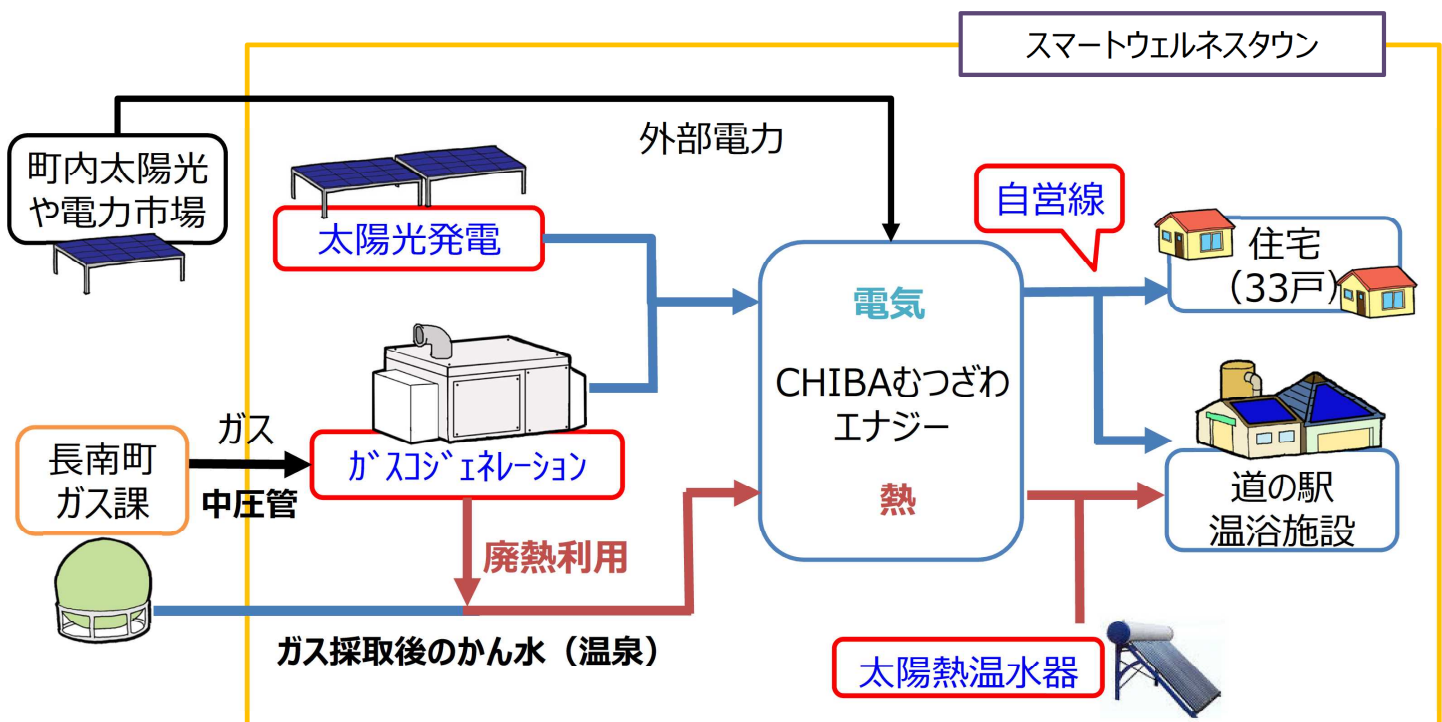 スマートウェルネスタウン
町内太陽光
や電力市場
外部電力
太陽光発電
自営線
住宅
（33戸）
電気
CHIBAむつざわ
エナジー
熱
長南町
ガス課
ガス
中圧管
ｶﾞｽｺｼﾞｪﾈﾚｰｼｮﾝ
廃熱利用
道の駅
温浴施設
ガス採取後のかん水（温泉）
太陽熱温水器